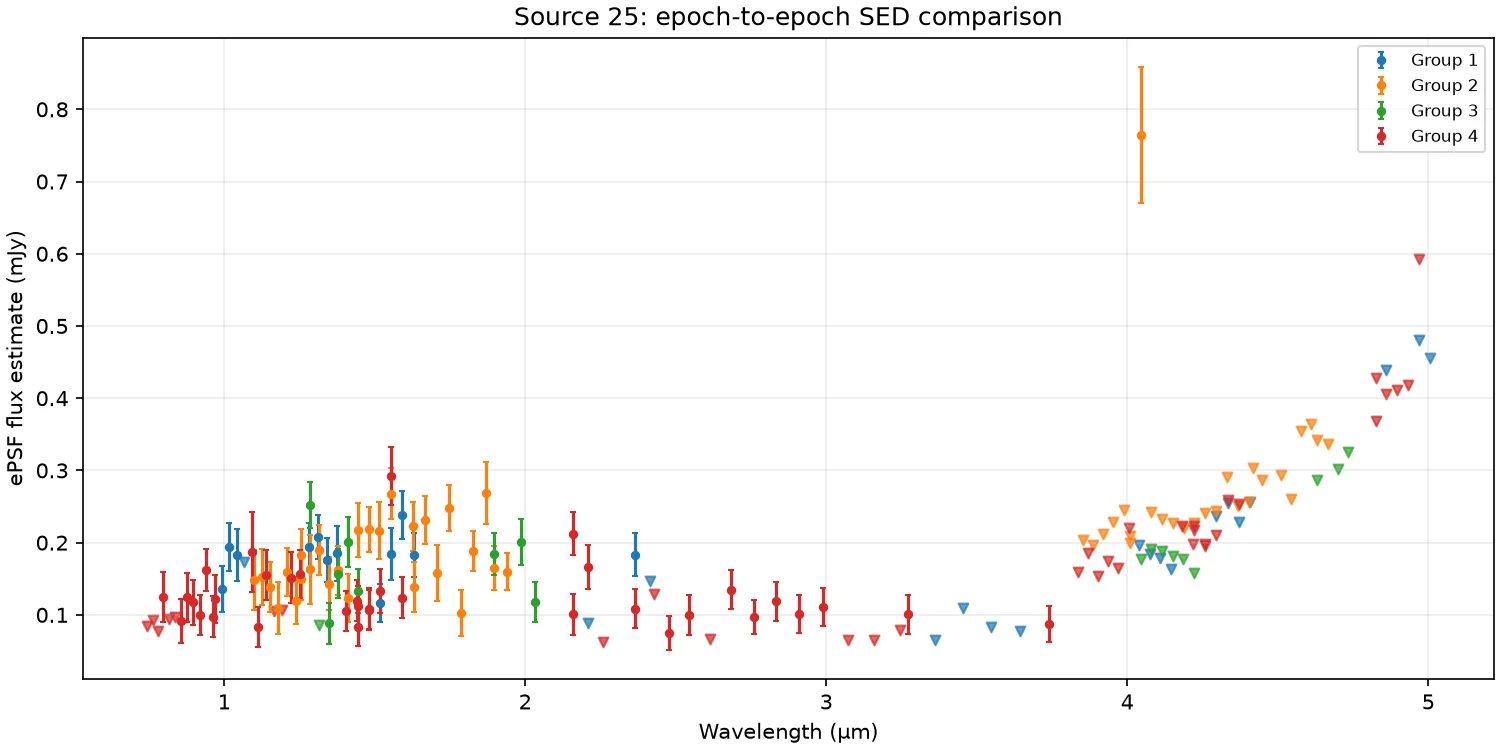 Source 25: epoch-to-epoch SED comparison
Group 1
Group 2
Group 3
Group 4
ePSF flux estimate (mJy)
0.8
0.7
0.6
0.5
0.4
0.3
0.2
0.1
1 2 3 4 5
Wavelength (μm)